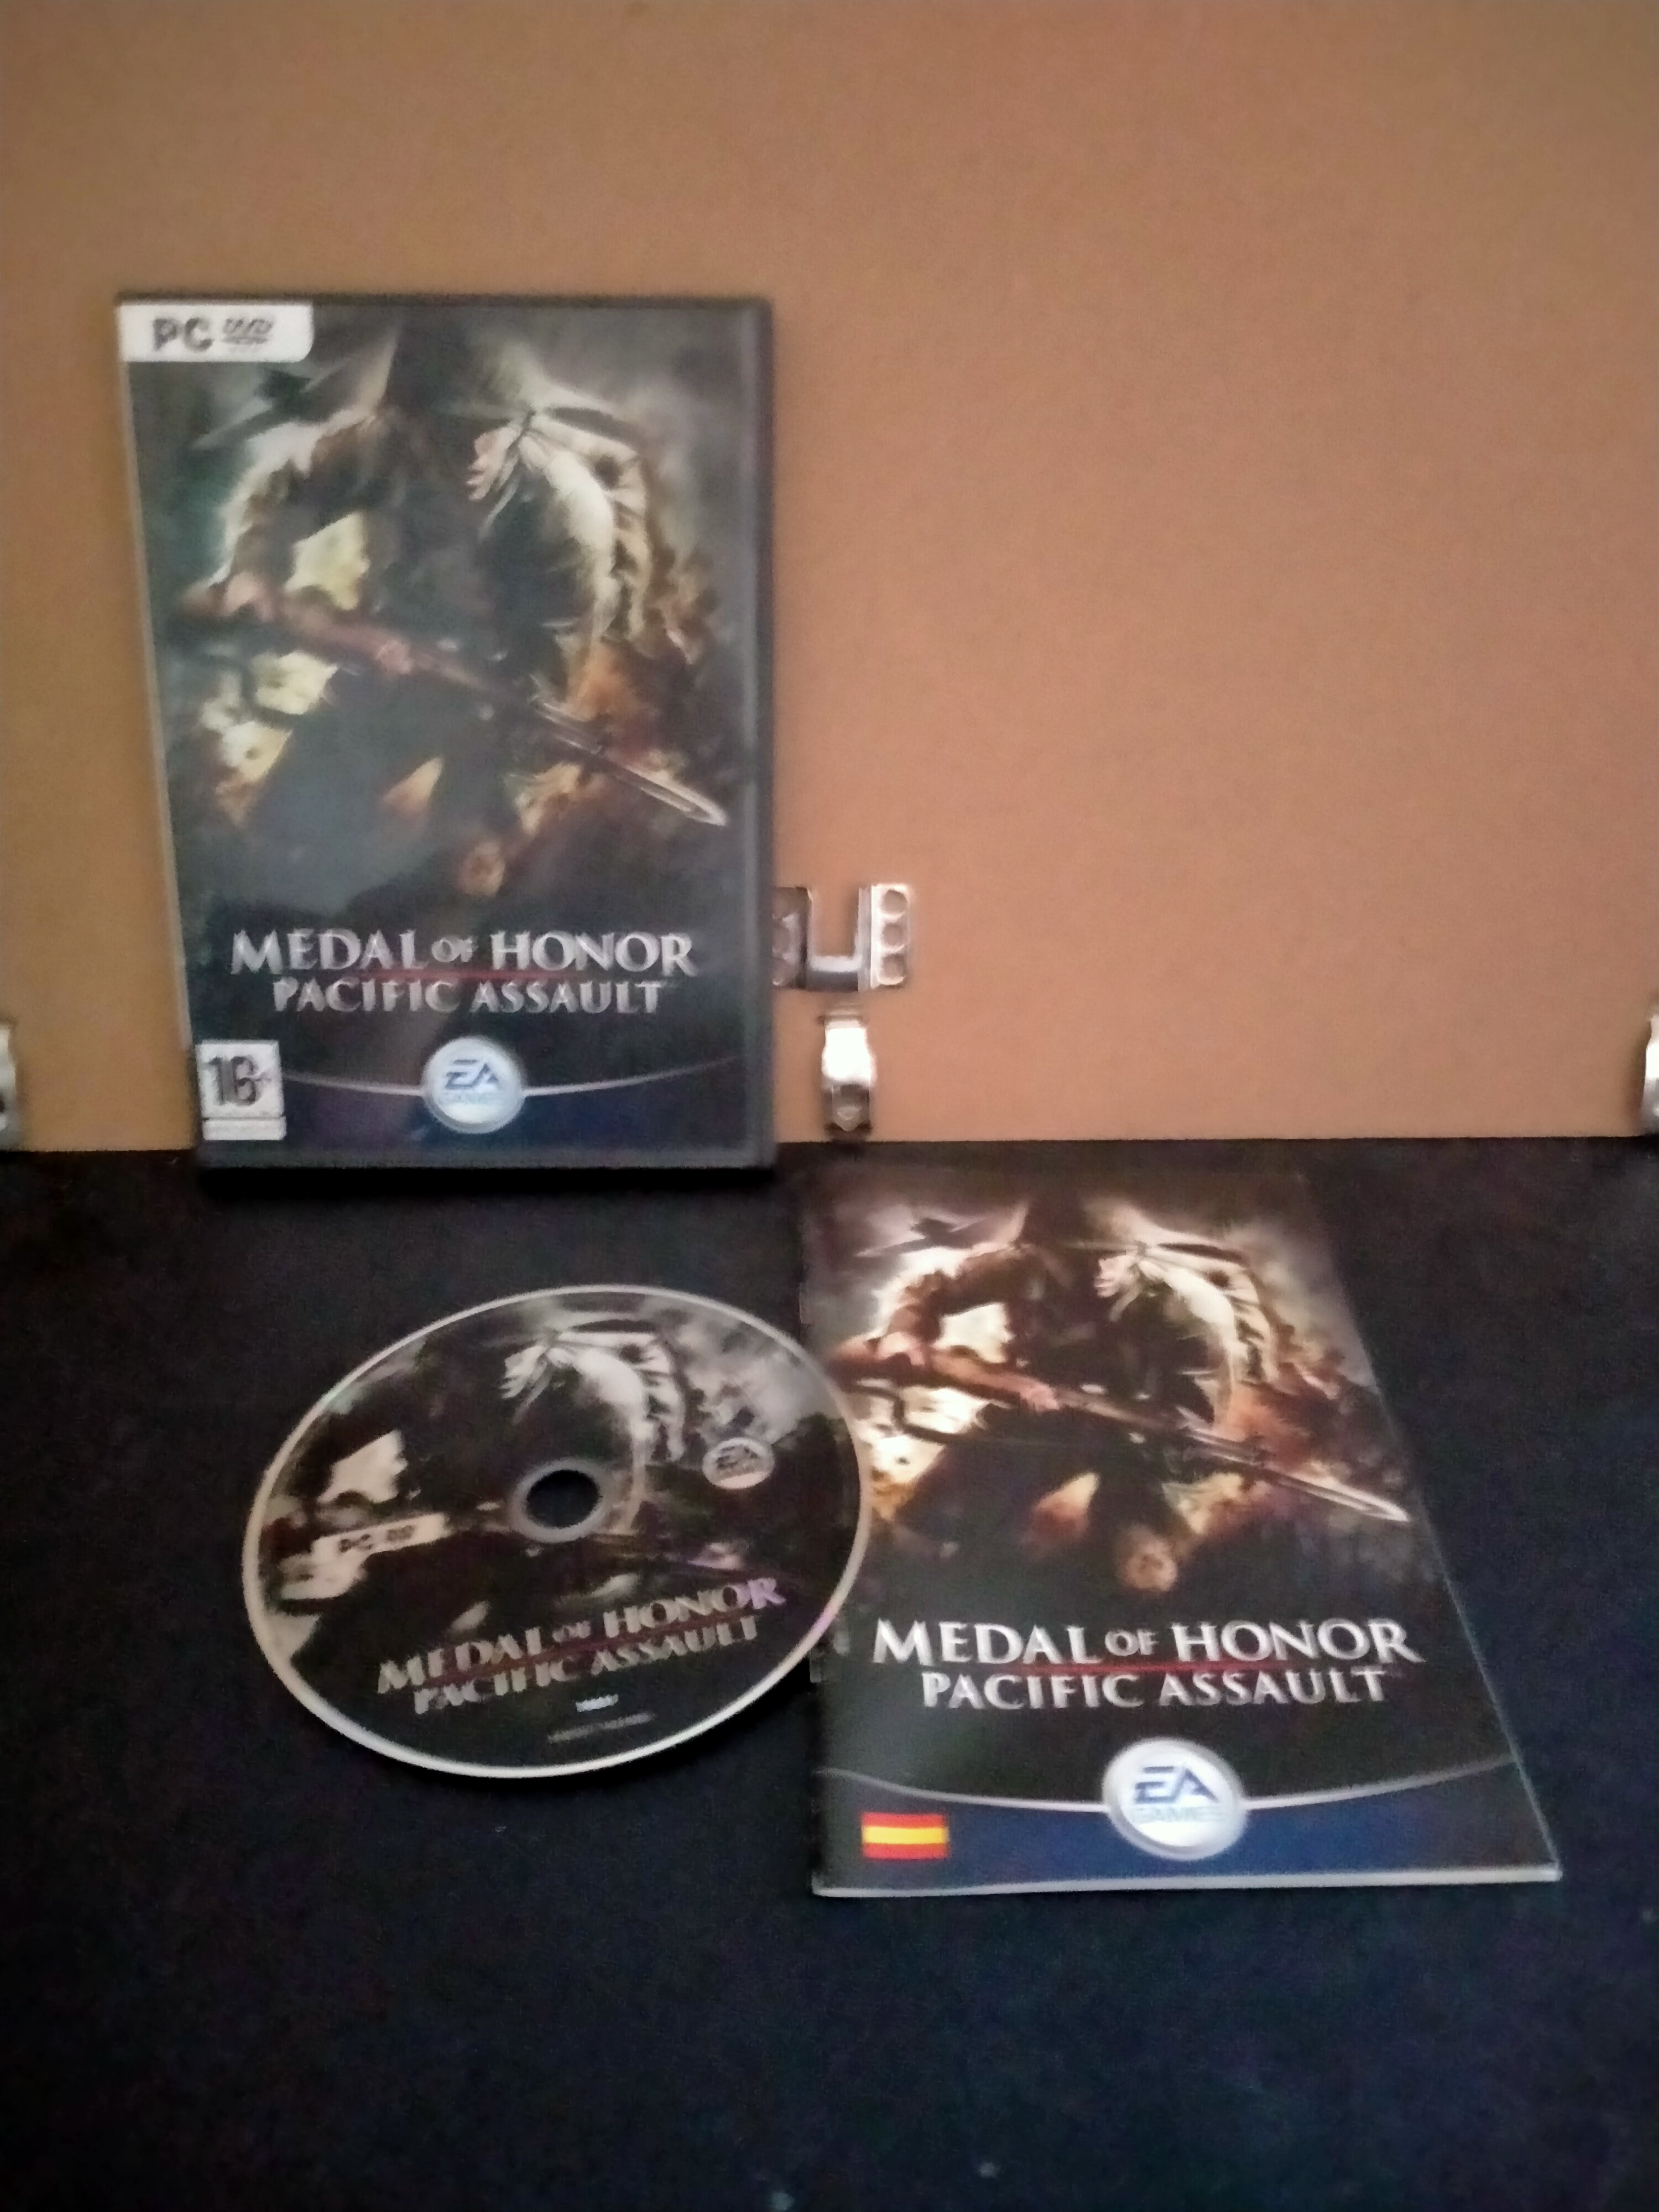 PC DVD
MEDAL OF HONOR
PACIFIC ASSAULT
16+
EA
GAMES
EA
PC DVD
MEDAL OF HONOR
PACIFIC ASSAULT
MEDAL OF HONOR
PACIFIC ASSAULT
EA
GAMES